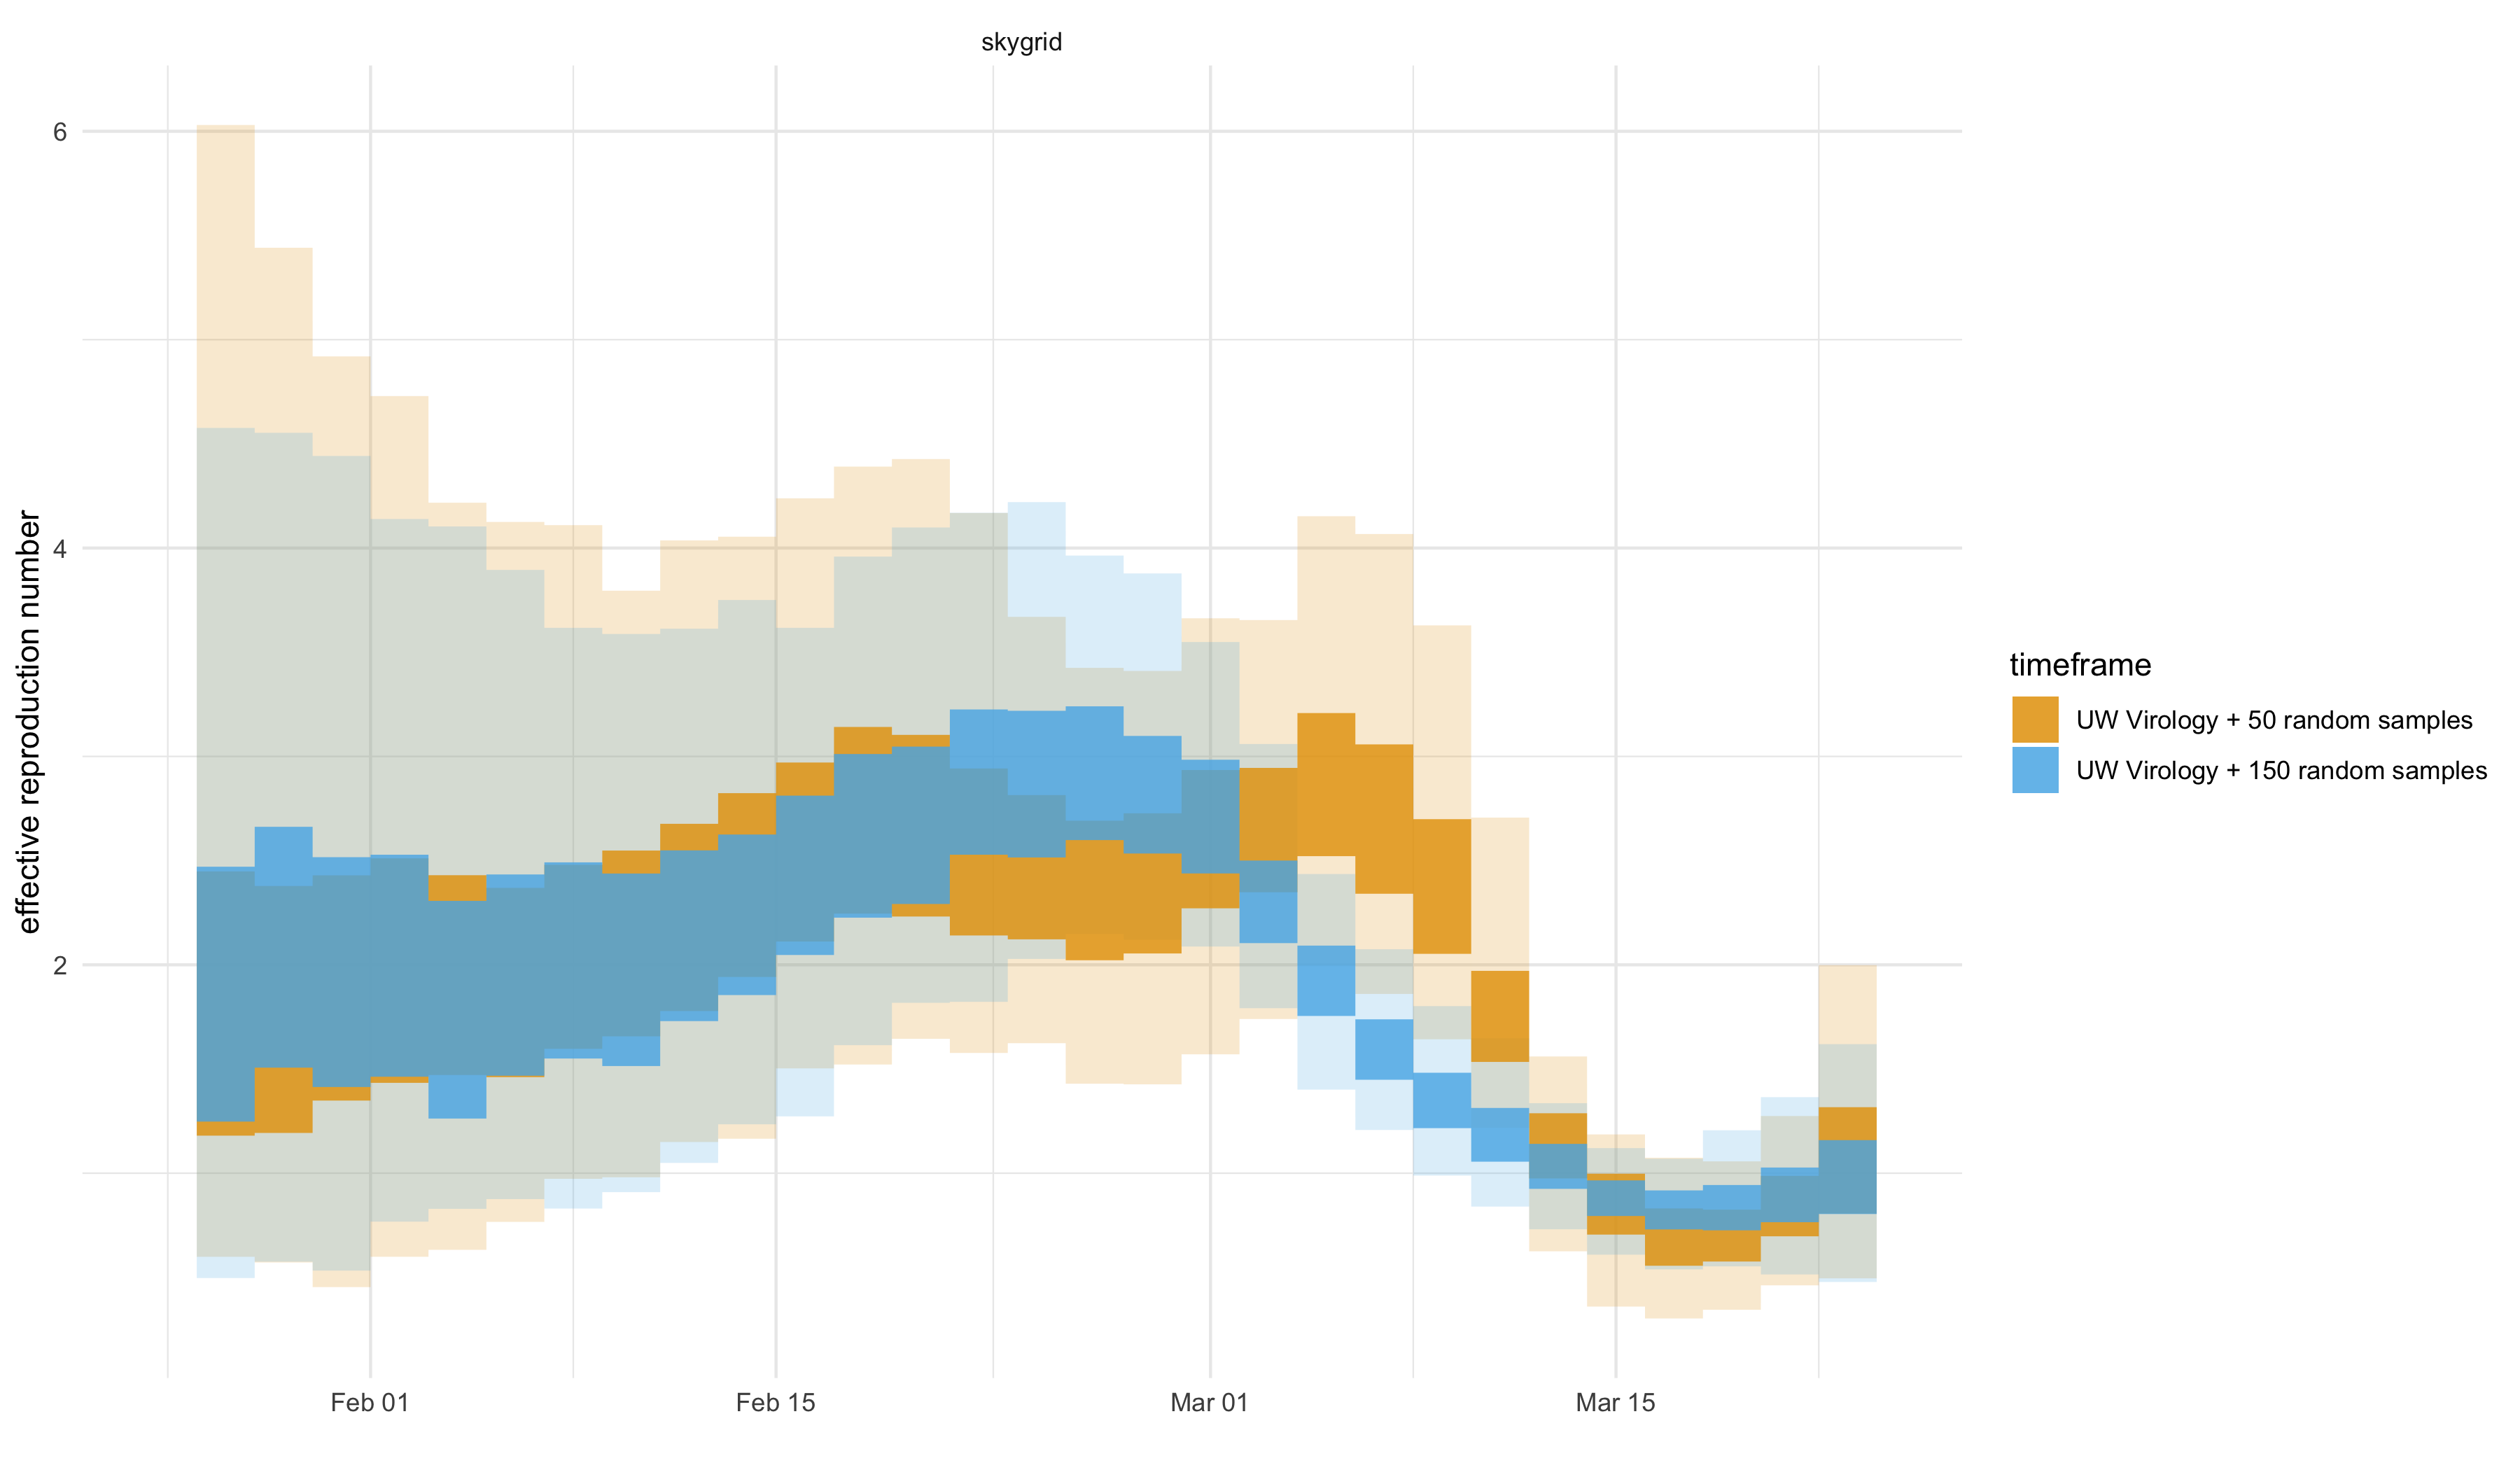 skygrid
effective reproduction number
6
4
2
Feb 01
Feb 15
Mar 01
Mar 15
timeframe
UW Virology + 50 random samples
UW Virology + 150 random samples